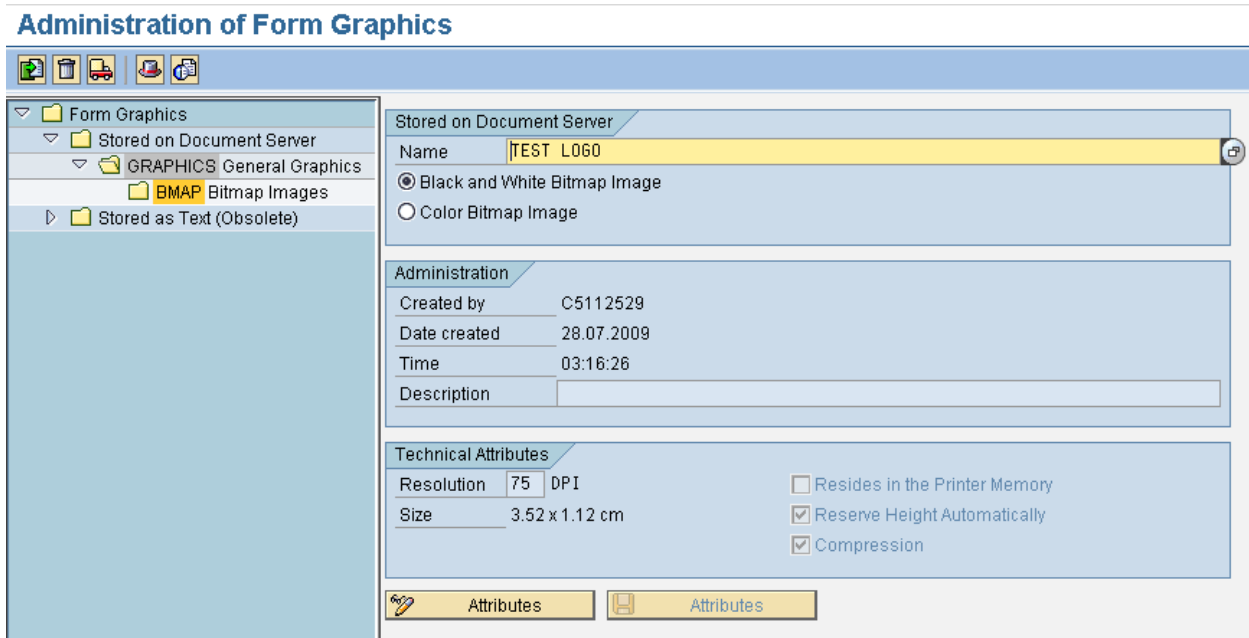 Administration of Form Graphics
Form Graphics
Stored on Document Server
GRAPHICS General Graphics
BMAP Bitmap Images
Stored as Text (Obsolete)
Stored on Document Server
Name TEST LOGO
Black and White Bitmap Image
Color Bitmap Image
Administration
Created by C5112529
Date created 28.07.2009
Time 03:16:26
Description
Technical Attributes
Resolution 75 DPI
Resides in the Printer Memory
Size 3.52 x 1.12 cm
Reserve Height Automatically
Compression
Attributes Attributes